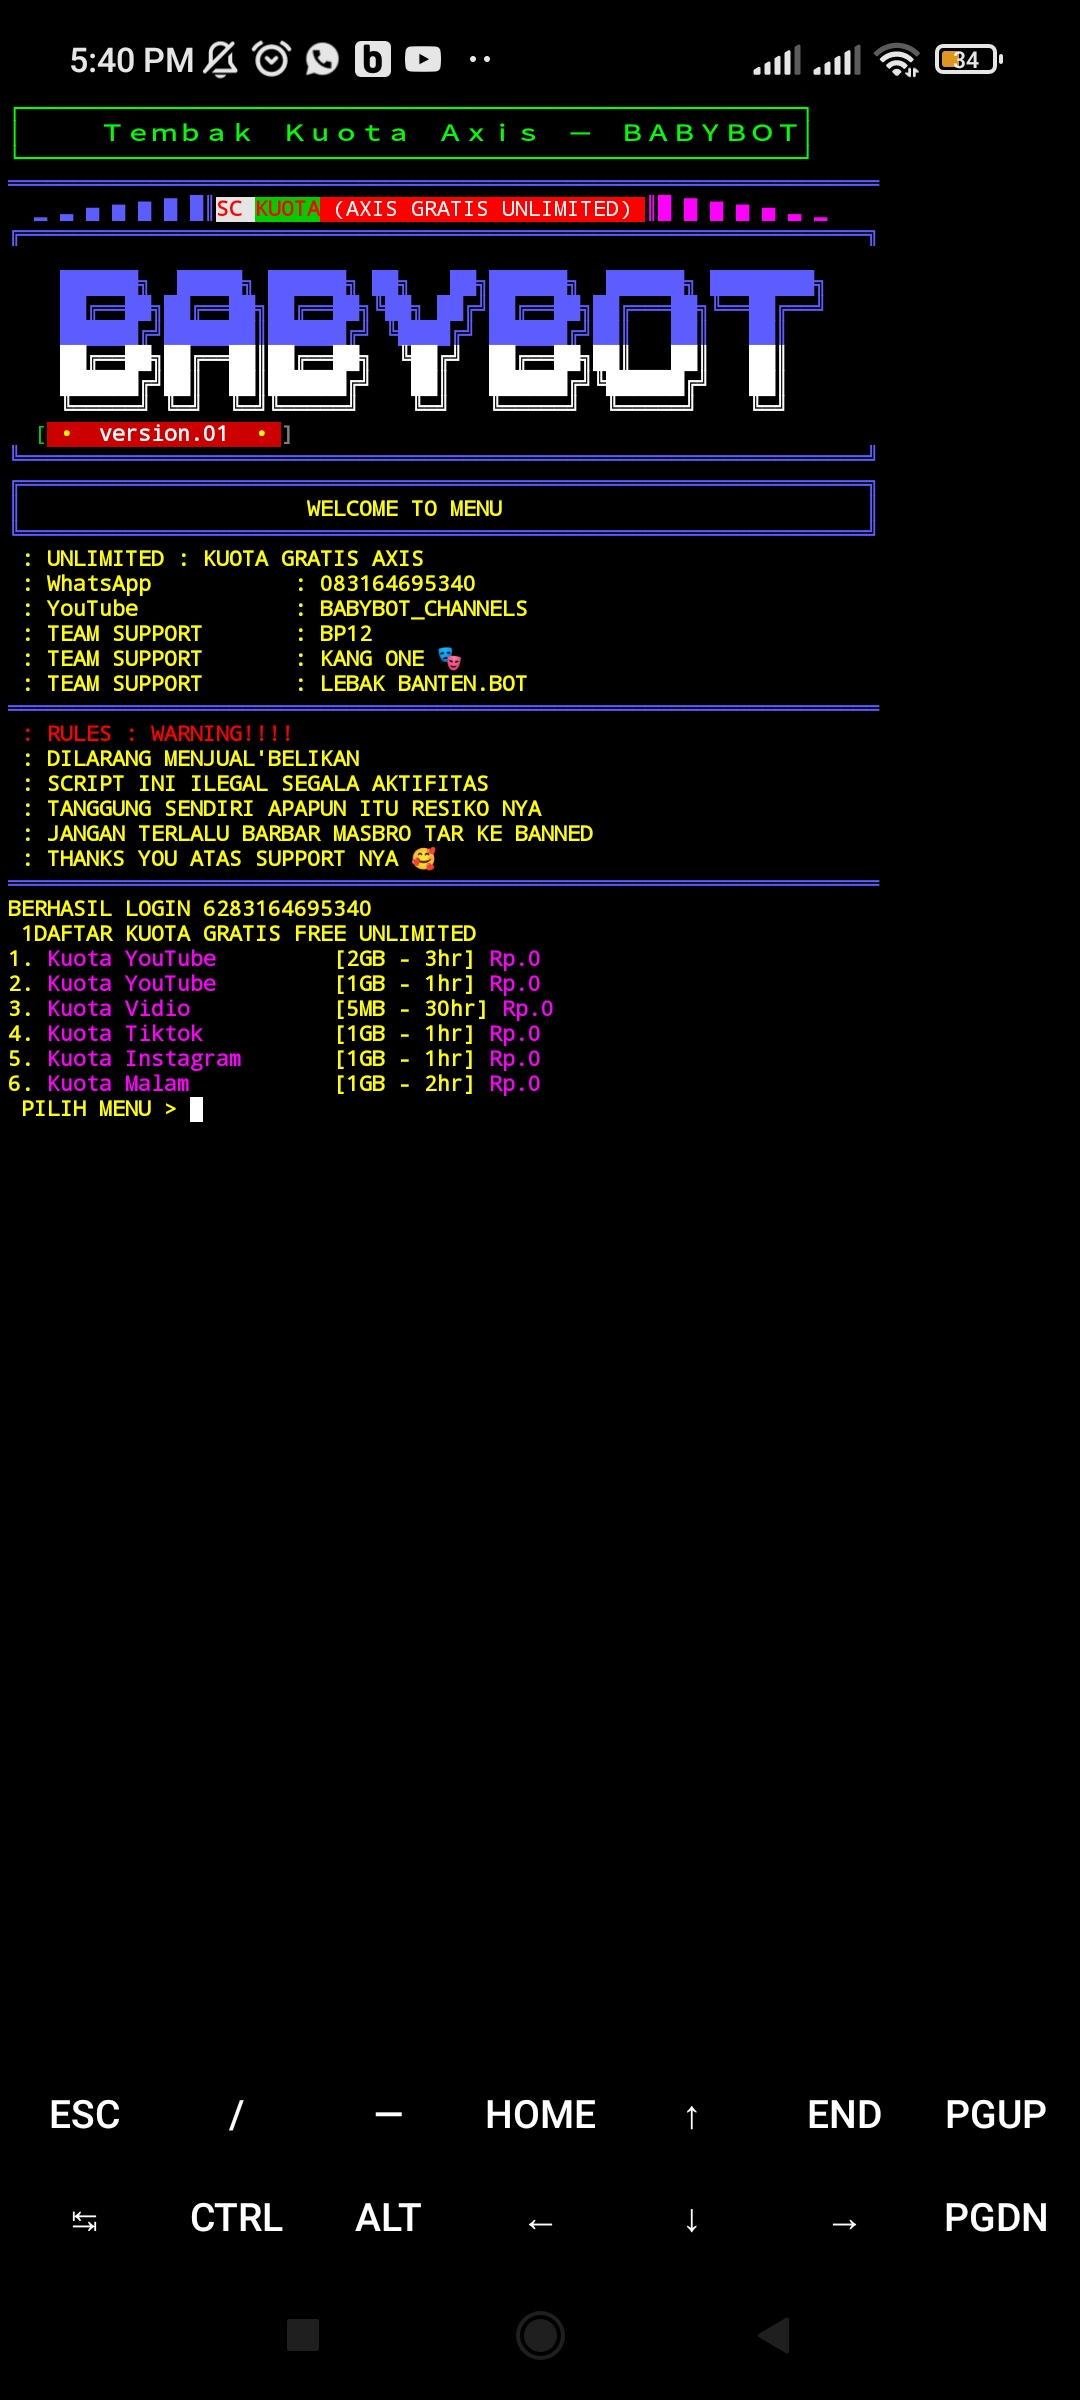 5:40 PM
34
Tembak Kuota Axis – BABYBOT
SC KUOTA (AXIS GRATIS UNLIMITED)
BABYBOT
[ • version.01 • ]
WELCOME TO MENU
: UNLIMITED : KUOTA GRATIS AXIS
: WhatsApp : 083164695340
: YouTube : BABYBOT_CHANNELS
: TEAM SUPPORT : BP12
: TEAM SUPPORT : KANG ONE 🎭
: TEAM SUPPORT : LEBAK BANTEN.BOT
: RULES : WARNING!!!!
: DILARANG MENJUAL'BELIKAN
: SCRIPT INI ILEGAL SEGALA AKTIFITAS
: TANGGUNG SENDIRI APAPUN ITU RESIKO NYA
: JANGAN TERLALU BARBAR MASBRO TAR KE BANNED
: THANKS YOU ATAS SUPPORT NYA 🥰
BERHASIL LOGIN 6283164695340
1DAFTAR KUOTA GRATIS FREE UNLIMITED
1. Kuota YouTube [2GB - 3hr] Rp.0
2. Kuota YouTube [1GB - 1hr] Rp.0
3. Kuota Vidio [5MB - 30hr] Rp.0
4. Kuota Tiktok [1GB - 1hr] Rp.0
5. Kuota Instagram [1GB - 1hr] Rp.0
6. Kuota Malam [1GB - 2hr] Rp.0
PILIH MENU >
ESC / — HOME ↑ END PGUP
↹ CTRL ALT ← ↓ → PGDN